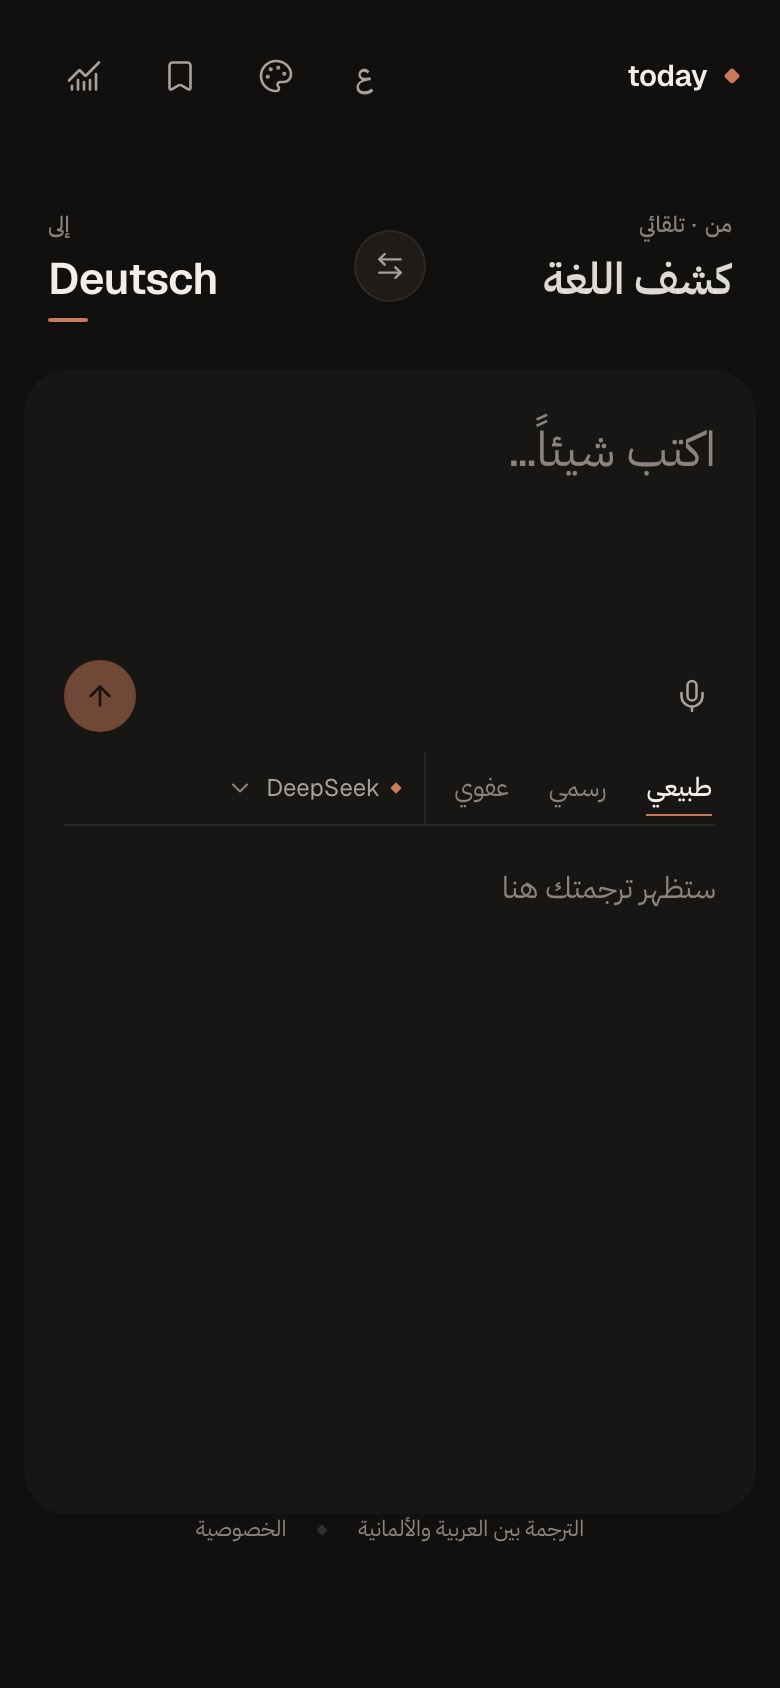 today
ع
من · تلقائي
كشف اللغة
إلى
Deutsch
اكتب شيئاً...
طبيعي رسمي عفوي DeepSeek
ستظهر ترجمتك هنا
الترجمة بين العربية والألمانية • الخصوصية